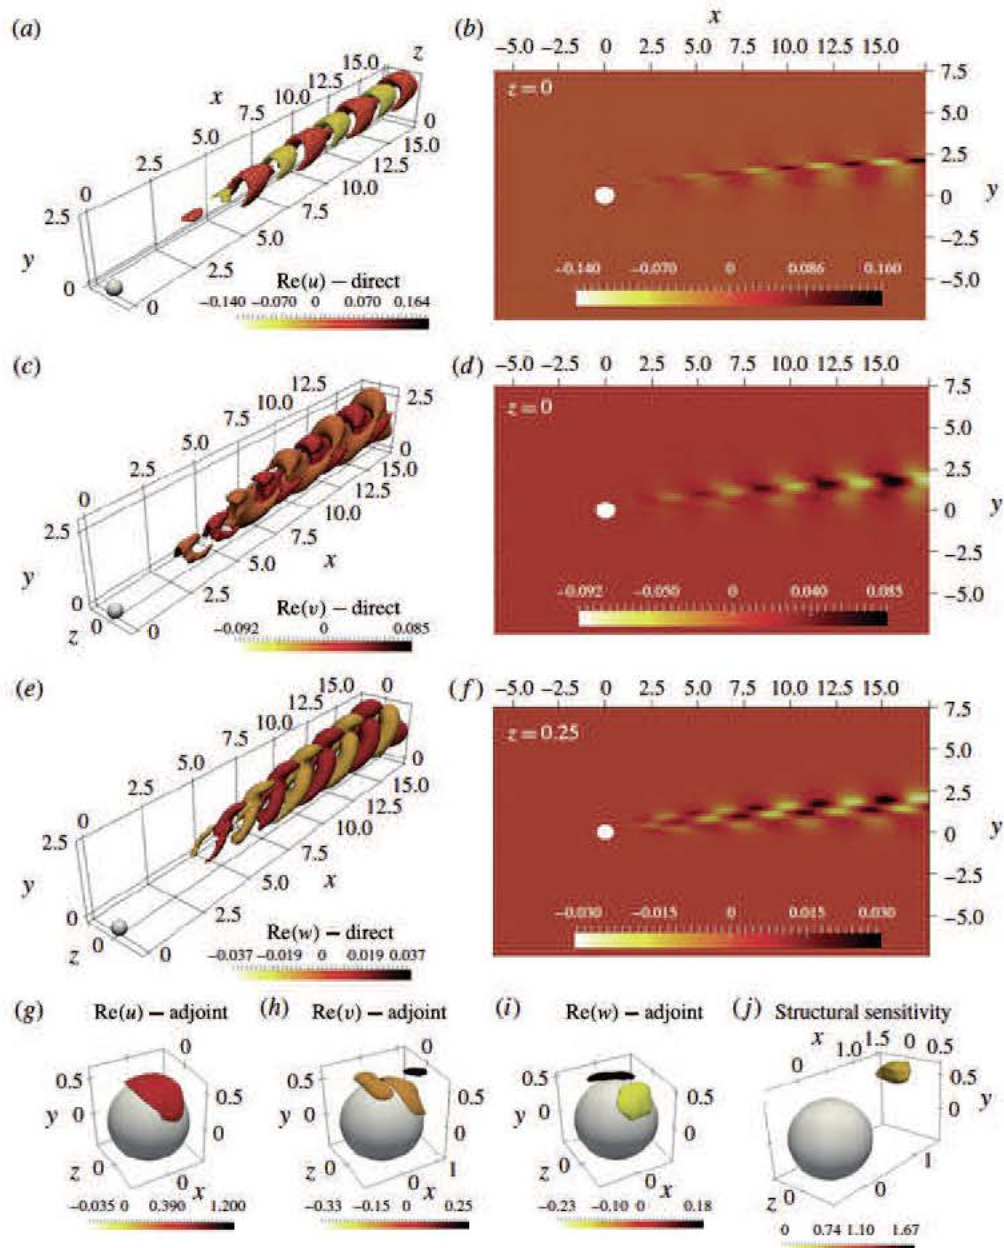 (a)
z
15.0
12.5
10.0
7.5
5.0
2.5
0
x
0
15.0
12.5
10.0
7.5
5.0
2.5
0
2.5
y
0
Re(u) – direct
−0.140 −0.070 0 0.070 0.164
(b)
x
−5.0 −2.5 0 2.5 5.0 7.5 10.0 12.5 15.0
z = 0
7.5
5.0
2.5
0
y
−2.5
−5.0
−0.140 −0.070 0 0.086 0.160
(c)
12.5
10.0
7.5
5.0
2.5
0
2.5
0
15.0
12.5
10.0
7.5
5.0
2.5
0
x
2.5
y
0
z 0
Re(v) – direct
−0.092 0 0.085
(d)
−5.0 −2.5 0 2.5 5.0 7.5 10.0 12.5 15.0
z = 0
7.5
5.0
2.5
0
y
−2.5
−5.0
−0.092 −0.050 0 0.040 0.085
(e)
15.0 0
12.5
10.0
7.5
5.0
2.5
0
0
15.0
12.5
10.0
7.5
5.0
2.5
0
x
2.5
y
0
z 0
Re(w) – direct
−0.037 −0.019 0 0.019 0.037
(f)
−5.0 −2.5 0 2.5 5.0 7.5 10.0 12.5 15.0
z = 0.25
7.5
5.0
2.5
0
y
−2.5
−5.0
−0.030 −0.015 0 0.015 0.030
(g) Re(u) – adjoint
0
0.5
0.5
y 0
0
z 0
0 x
−0.035 0 0.390 1.200
(h) Re(v) – adjoint
0
0.5
0.5
y 0
0
z 0
1
0 x
−0.33 −0.15 0 0.25
(i) Re(w) – adjoint
0
0.5
0.5
y 0
0
z 0
1
0 x
−0.23 −0.10 0 0.18
(j) Structural sensitivity
x 1.0 1.5 0 0.5
0
0.5
y
0
1
0
z 0
0 0.74 1.10 1.67